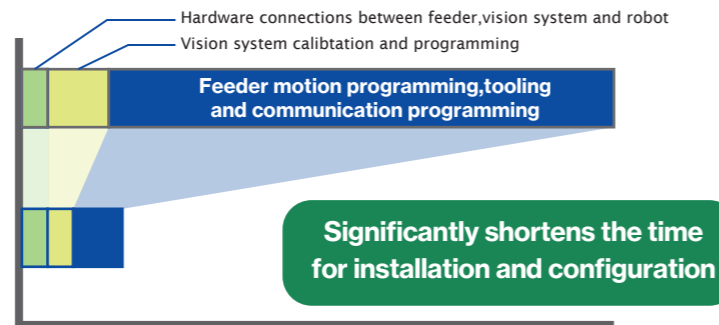 Hardware connections between feeder,vision system and robot
Vision system calibtation and programming
Feeder motion programming,tooling
and communication programming
Significantly shortens the time
for installation and configuration